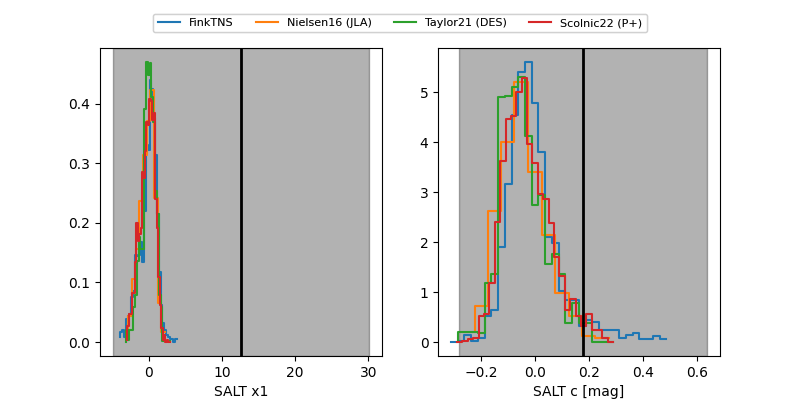 FinkTNS Nielsen16 (JLA) Taylor21 (DES) Scolnic22 (P+)
0.4
0.3
0.2
0.1
0.0
0 10 20 30
SALT x1
5
4
3
2
1
0
−0.2 0.0 0.2 0.4 0.6
SALT c [mag]